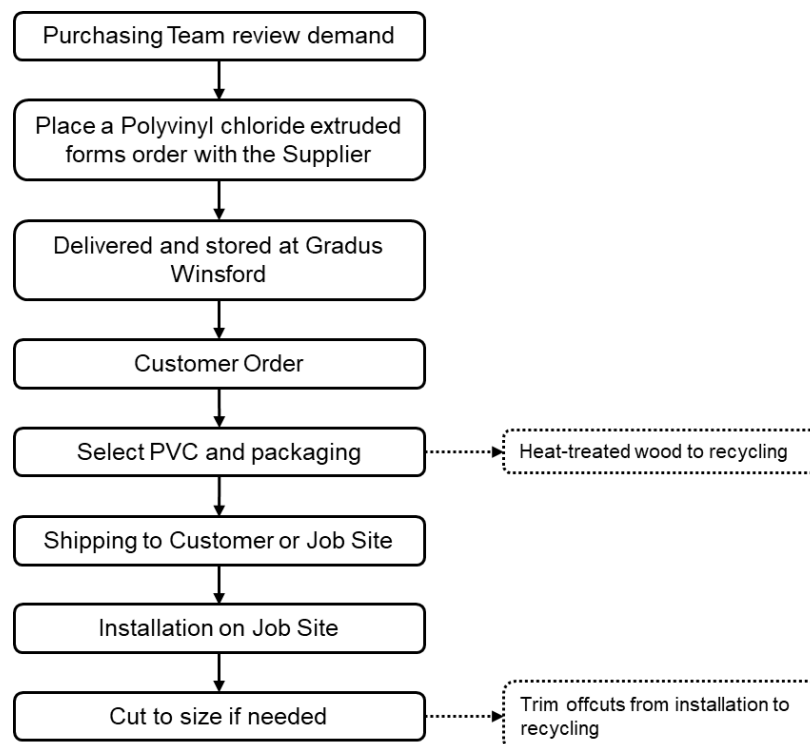 Purchasing Team review demand
Place a Polyvinyl chloride extruded
forms order with the Supplier
Delivered and stored at Gradus
Winsford
Customer Order
Select PVC and packaging
Heat-treated wood to recycling
Shipping to Customer or Job Site
Installation on Job Site
Cut to size if needed
Trim offcuts from installation to
recycling